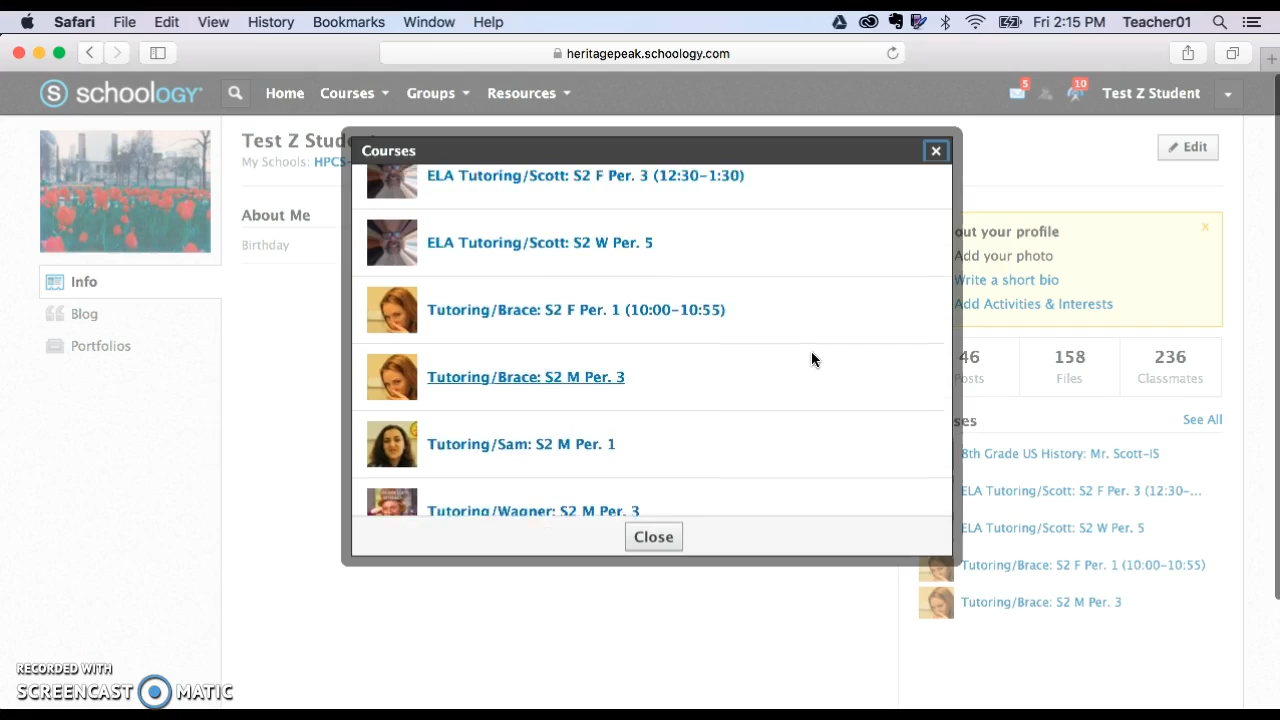 Safari File Edit View History Bookmarks Window Help Fri 2:15 PM Teacher01
heritagepeak.schoology.com
S schoology Home Courses Groups Resources 5 10 Test Z Student
Test Z Stud
My Schools: HPCS-
Edit
About Me
Birthday
Info
Blog
Portfolios
Courses
ELA Tutoring/Scott: S2 F Per. 3 (12:30-1:30)
ELA Tutoring/Scott: S2 W Per. 5
Tutoring/Brace: S2 F Per. 1 (10:00-10:55)
Tutoring/Brace: S2 M Per. 3
Tutoring/Sam: S2 M Per. 1
Tutoring/Wagner: S2 M Per. 3
Close
out your profile x
Add your photo
Write a short bio
Add Activities & Interests
46 158 236
Posts Files Classmates
ses See All
8th Grade US History: Mr. Scott-IS
ELA Tutoring/Scott: S2 F Per. 3 (12:30-...
ELA Tutoring/Scott: S2 W Per. 5
Tutoring/Brace: S2 F Per. 1 (10:00-10:55)
Tutoring/Brace: S2 M Per. 3
RECORDED WITH
SCREENCAST MATIC